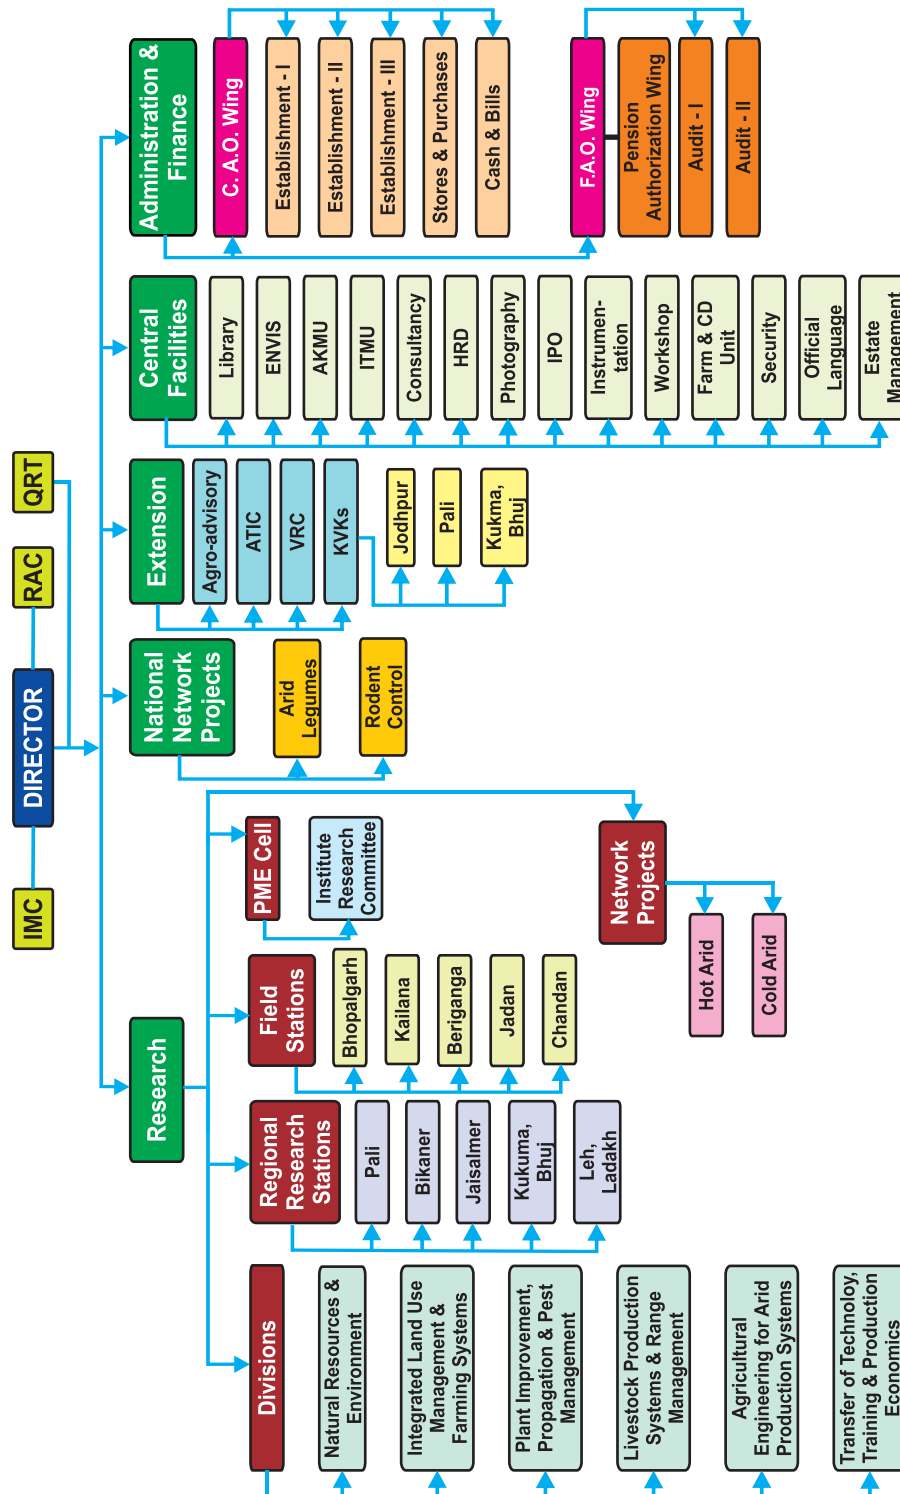 IMC
DIRECTOR
RAC
QRT
Research
National
Network
Projects
Extension
Central
Facilities
Administration &
Finance
Divisions
Natural Resources &
Environment
Integrated Land Use
Management &
Farming Systems
Plant Improvement,
Propagation & Pest
Management
Livestock Production
Systems & Range
Management
Agricultural
Engineering for Arid
Production Systems
Transfer of Technoloy,
Training & Production
Economics
Regional
Research
Stations
Pali
Bikaner
Jaisalmer
Kukuma,
Bhuj
Leh,
Ladakh
Field
Stations
Bhopalgarh
Kailana
Beriganga
Jadan
Chandan
PME Cell
Institute
Research
Committee
Network
Projects
Hot Arid
Cold Arid
Arid
Legumes
Rodent
Control
Agro-advisory
ATIC
VRC
KVKs
Jodhpur
Pali
Kukma,
Bhuj
Library
ENVIS
AKMU
ITMU
Consultancy
HRD
Photography
IPO
Instrumen-
tation
Workshop
Farm & CD
Unit
Security
Official
Language
Estate
Management
C. A.O. Wing
Establishment - I
Establishment - II
Establishment - III
Stores & Purchases
Cash & Bills
F.A.O. Wing
Pension
Authorization Wing
Audit - I
Audit - II